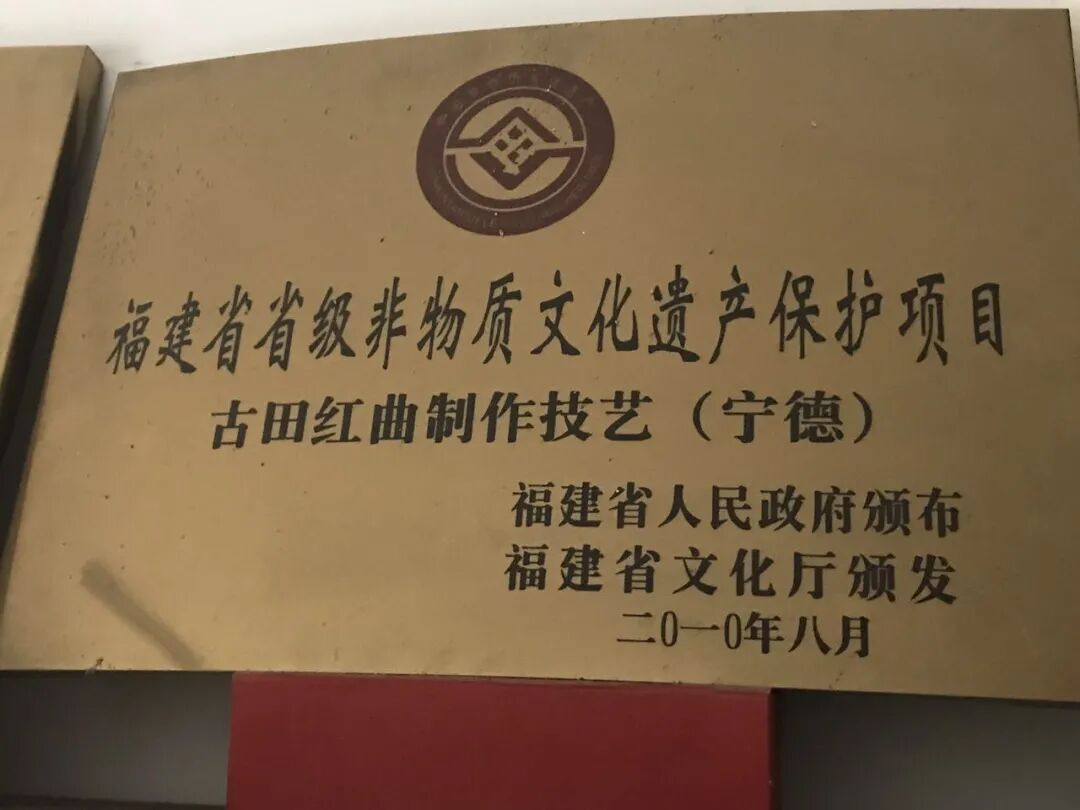 福建省省级非物质文化遗产保护项目
古田红曲制作技艺（宁德）
福建省人民政府颁布
福建省文化厅颁发
二0一0年八月